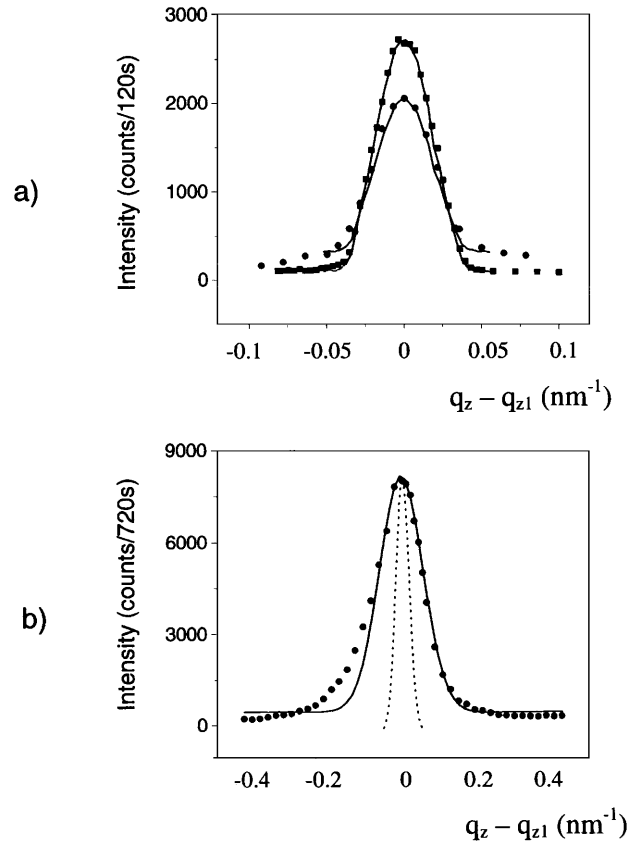 a)
Intensity (counts/120s)
3000
2000
1000
0
-0.1 -0.05 0 0.05 0.1
q_z – q_z1 (nm⁻¹)
b)
Intensity (counts/720s)
9000
6000
3000
0
-0.4 -0.2 0 0.2 0.4
q_z – q_z1 (nm⁻¹)